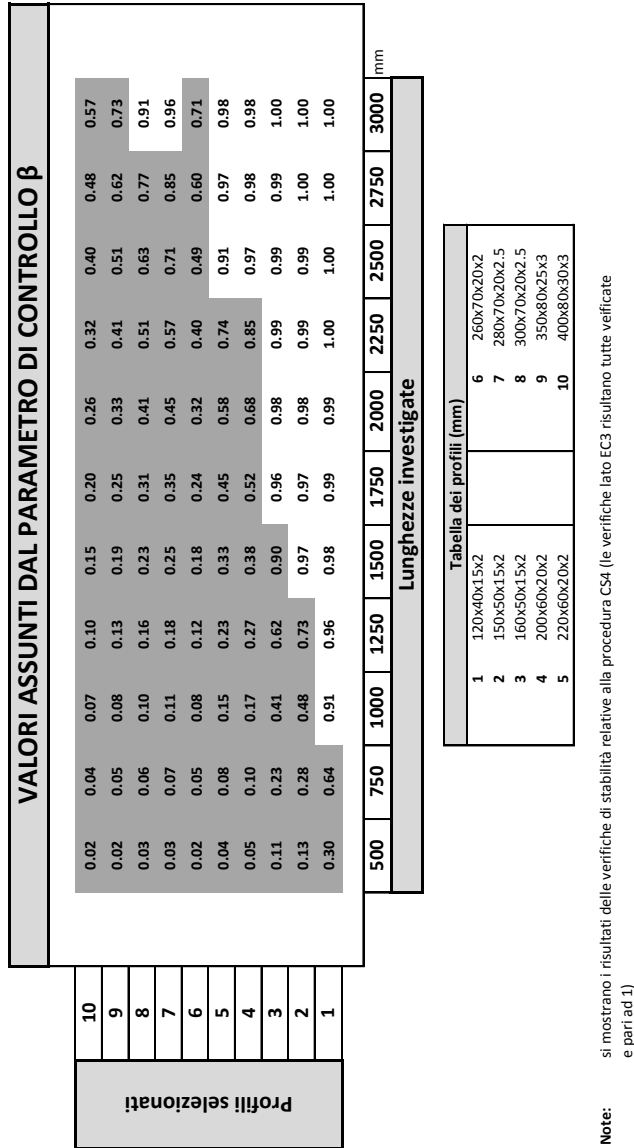 VALORI ASSUNTI DAL PARAMETRO DI CONTROLLO β
Profili selezionati
10 0.02 0.04 0.07 0.10 0.15 0.20 0.26 0.32 0.40 0.48 0.57
9 0.02 0.05 0.08 0.13 0.19 0.25 0.33 0.41 0.51 0.62 0.73
8 0.03 0.06 0.10 0.16 0.23 0.31 0.41 0.51 0.63 0.77 0.91
7 0.03 0.07 0.11 0.18 0.25 0.35 0.45 0.57 0.71 0.85 0.96
6 0.02 0.05 0.08 0.12 0.18 0.24 0.32 0.40 0.49 0.60 0.71
5 0.04 0.08 0.15 0.23 0.33 0.45 0.58 0.74 0.91 0.97 0.98
4 0.05 0.10 0.17 0.27 0.38 0.52 0.68 0.85 0.97 0.98 0.98
3 0.11 0.23 0.41 0.62 0.90 0.96 0.98 0.99 0.99 0.99 1.00
2 0.13 0.28 0.48 0.73 0.97 0.97 0.98 0.99 0.99 1.00 1.00
1 0.30 0.64 0.91 0.96 0.98 0.99 0.99 1.00 1.00 1.00 1.00
500 750 1000 1250 1500 1750 2000 2250 2500 2750 3000 mm
Lunghezze investigate
Tabella dei profili (mm)
1 120x40x15x2 6 260x70x20x2
2 150x50x15x2 7 280x70x20x2.5
3 160x50x15x2 8 300x70x20x2.5
4 200x60x20x2 9 350x80x25x3
5 220x60x20x2 10 400x80x30x3
Note: si mostrano i risultati delle verifiche di stabilità relative alla procedura CS4 (le verifiche lato EC3 risultano tutte veificate
e pari ad 1)